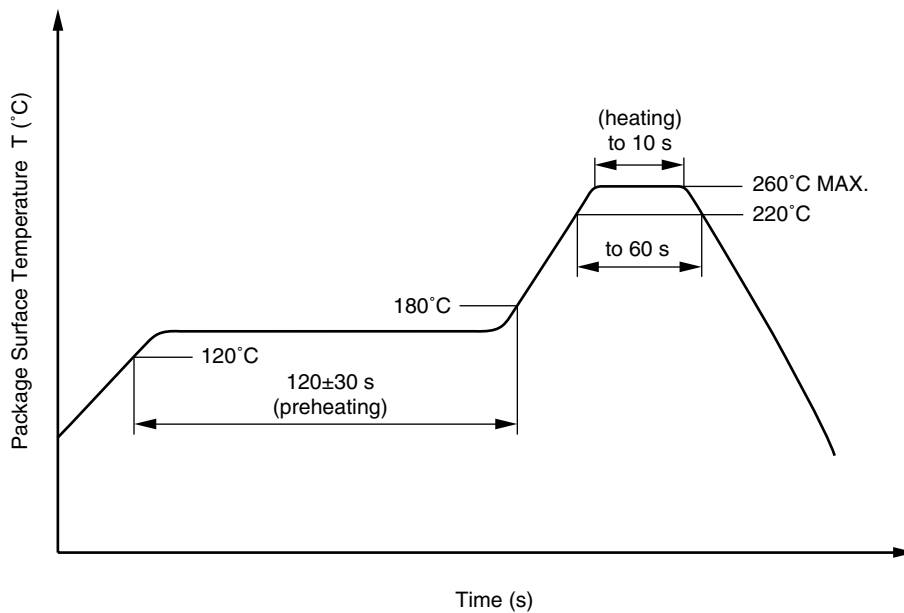 Package Surface Temperature T (˚C)
(heating)
to 10 s
260˚C MAX.
220˚C
to 60 s
180˚C
120˚C
120±30 s
(preheating)
Time (s)